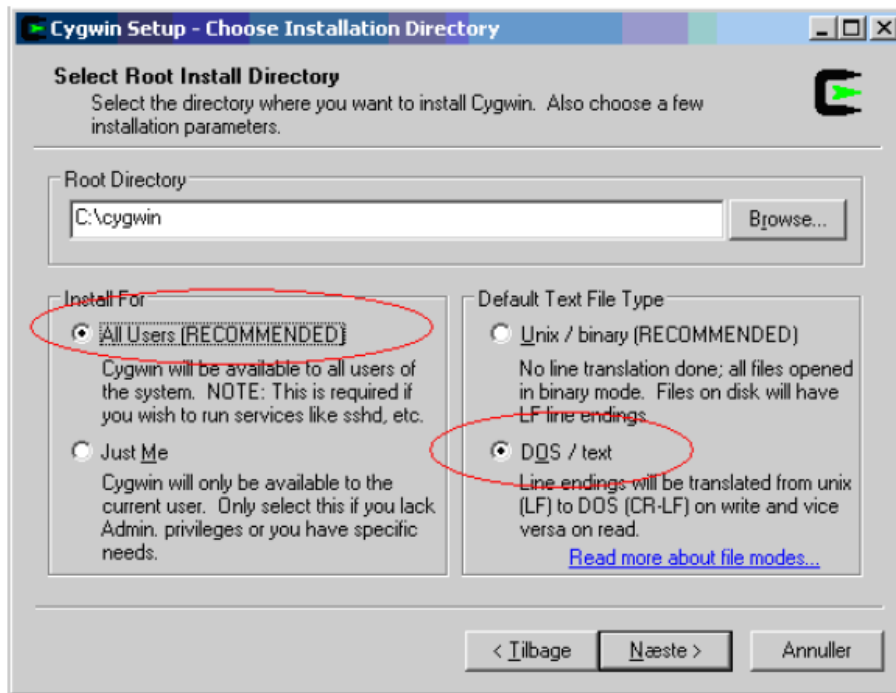 Cygwin Setup - Choose Installation Directory
Select Root Install Directory
Select the directory where you want to install Cygwin. Also choose a few
installation parameters.
Root Directory
C:\cygwin
Browse...
Install For
All Users (RECOMMENDED)
Cygwin will be available to all users of
the system. NOTE: This is required if
you wish to run services like sshd, etc.
Just Me
Cygwin will only be available to the
current user. Only select this if you lack
Admin. privileges or you have specific
needs.
Default Text File Type
Unix / binary (RECOMMENDED)
No line translation done; all files opened
in binary mode. Files on disk will have
LF line endings.
DOS / text
Line endings will be translated from unix
(LF) to DOS (CR-LF) on write and vice
versa on read.
Read more about file modes...
< Tilbage
Næste >
Annuller